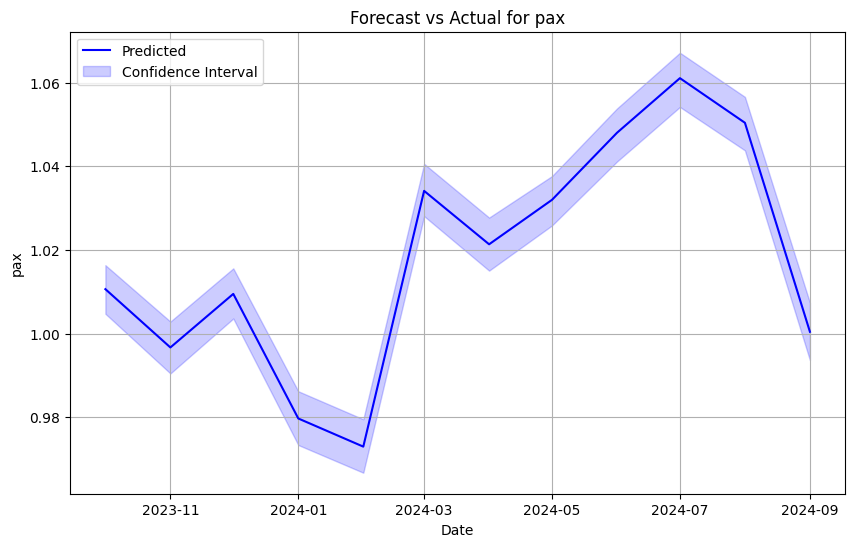 Forecast vs Actual for pax
Predicted
Confidence Interval
1.06
1.04
1.02
1.00
0.98
pax
2023-11
2024-01
2024-03
2024-05
2024-07
2024-09
Date